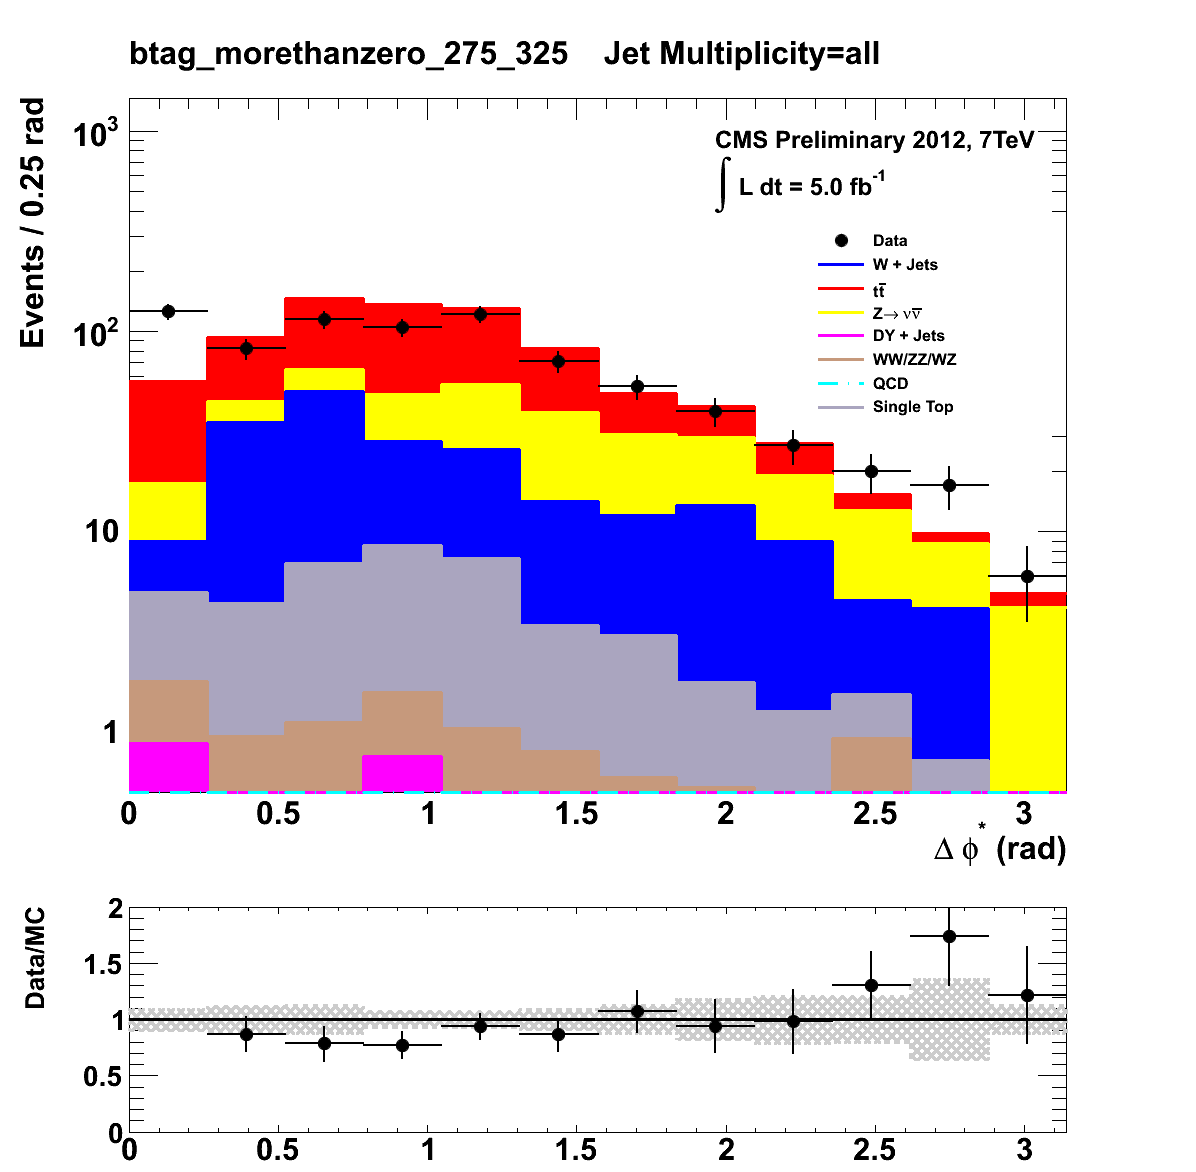 btag_morethanzero_275_325 Jet Multiplicity=all
Events / 0.25 rad
10³
10²
10
1
CMS Preliminary 2012, 7TeV
∫ L dt = 5.0 fb⁻¹
Data
W + Jets
tt̅
Z→ νν̅
DY + Jets
WW/ZZ/WZ
QCD
Single Top
0 0.5 1 1.5 2 2.5 3
Δ ϕ* (rad)
Data/MC
2
1.5
1
0.5
0
0 0.5 1 1.5 2 2.5 3